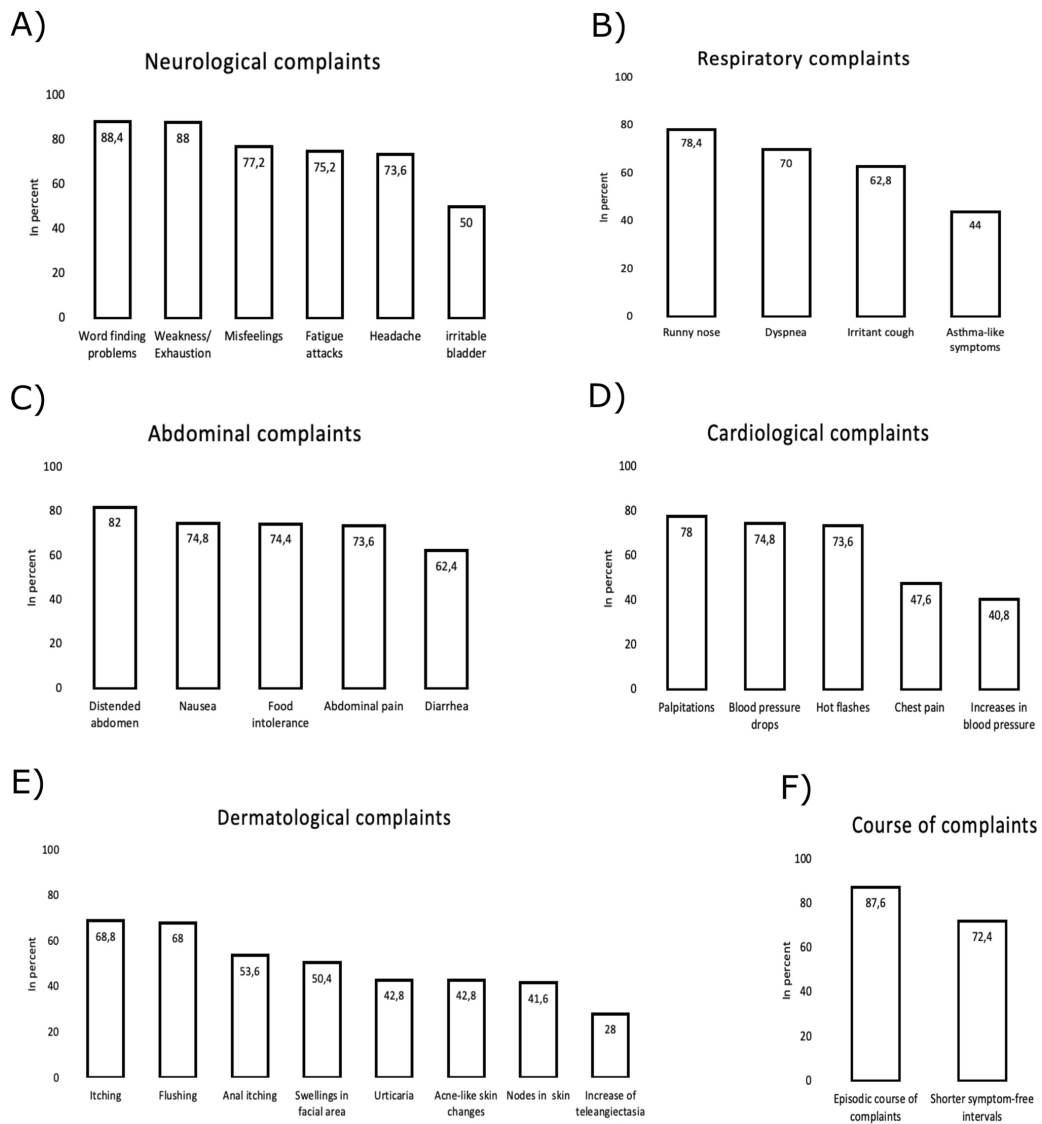 A)
Neurological complaints
In percent
100
80
60
40
20
0
88,4
88
77,2
75,2
73,6
50
Word finding
problems
Weakness/
Exhaustion
Misfeelings
Fatigue
attacks
Headache
irritable
bladder
B)
Respiratory complaints
In percent
100
80
60
40
20
0
78,4
70
62,8
44
Runny nose
Dyspnea
Irritant cough
Asthma-like
symptoms
C)
Abdominal complaints
In percent
100
80
60
40
20
0
82
74,8
74,4
73,6
62,4
Distended
abdomen
Nausea
Food
intolerance
Abdominal pain
Diarrhea
D)
Cardiological complaints
In percent
100
80
60
40
20
0
78
74,8
73,6
47,6
40,8
Palpitations
Blood pressure
drops
Hot flashes
Chest pain
Increases in
blood pressure
E)
Dermatological complaints
In percent
100
80
60
40
20
0
68,8
68
53,6
50,4
42,8
42,8
41,6
28
Itching
Flushing
Anal itching
Swellings in
facial area
Urticaria
Acne-like skin
changes
Nodes in skin
Increase of
teleangiectasia
F)
Course of complaints
In percent
100
80
60
40
20
0
87,6
72,4
Episodic course of
complaints
Shorter symptom-free
intervals